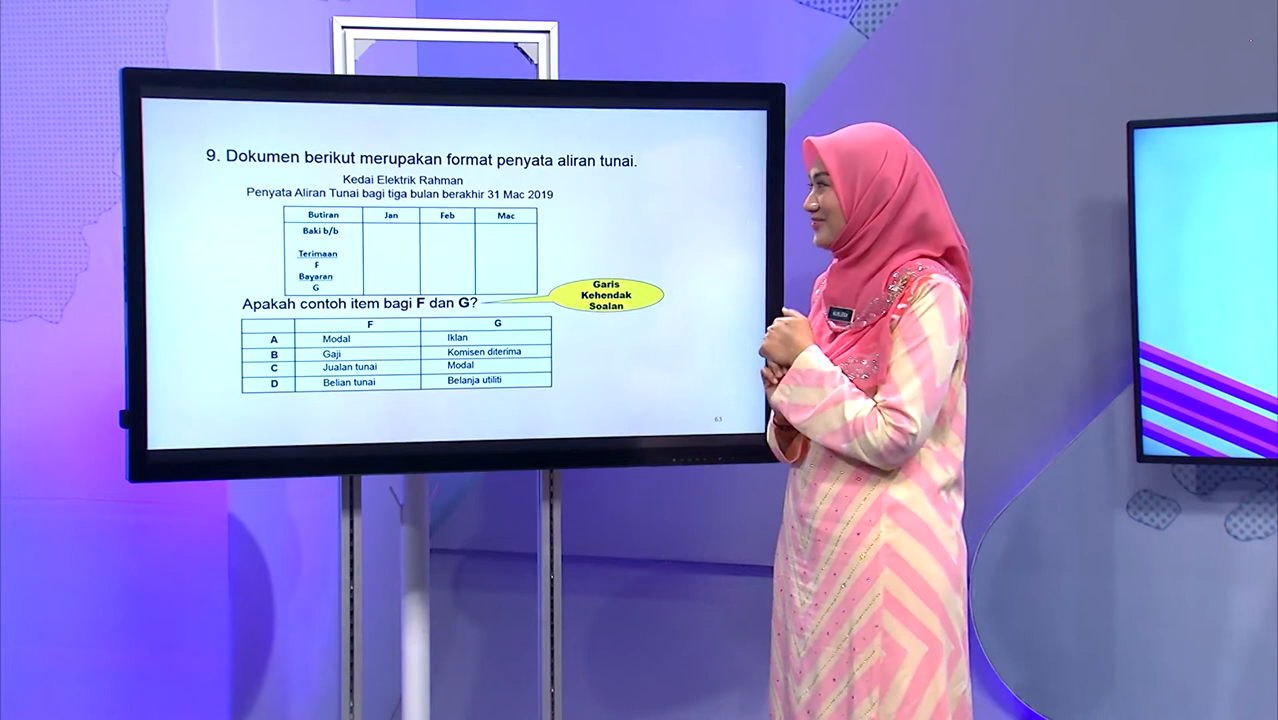 9. Dokumen berikut merupakan format penyata aliran tunai.
Kedai Elektrik Rahman
Penyata Aliran Tunai bagi tiga bulan berakhir 31 Mac 2019
Butiran Jan Feb Mac
Baki b/b
Terimaan
F
Bayaran
G
Apakah contoh item bagi F dan G?
Garis
Kehendak
Soalan
F G
A Modal Iklan
B Gaji Komisen diterima
C Jualan tunai Modal
D Belian tunai Belanja utiliti
63